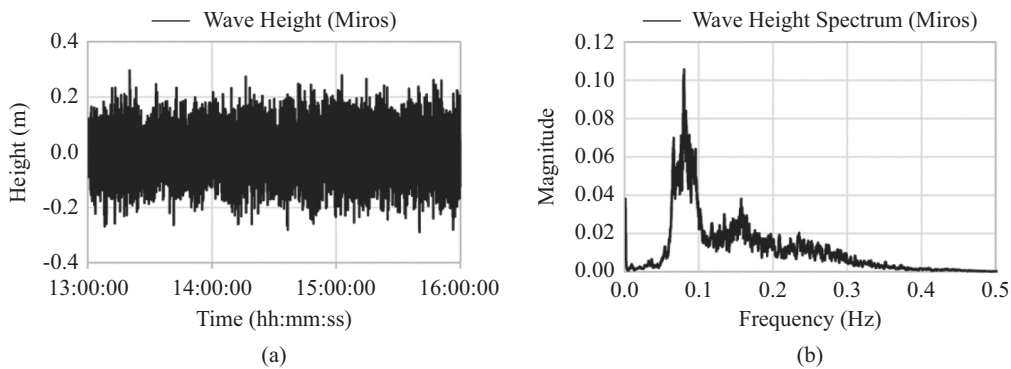 Wave Height (Miros)
0.4
0.2
0.0
-0.2
-0.4
Height (m)
13:00:00 14:00:00 15:00:00 16:00:00
Time (hh:mm:ss)
(a)
Wave Height Spectrum (Miros)
0.12
0.10
0.08
0.06
0.04
0.02
0.00
Magnitude
0.0 0.1 0.2 0.3 0.4 0.5
Frequency (Hz)
(b)